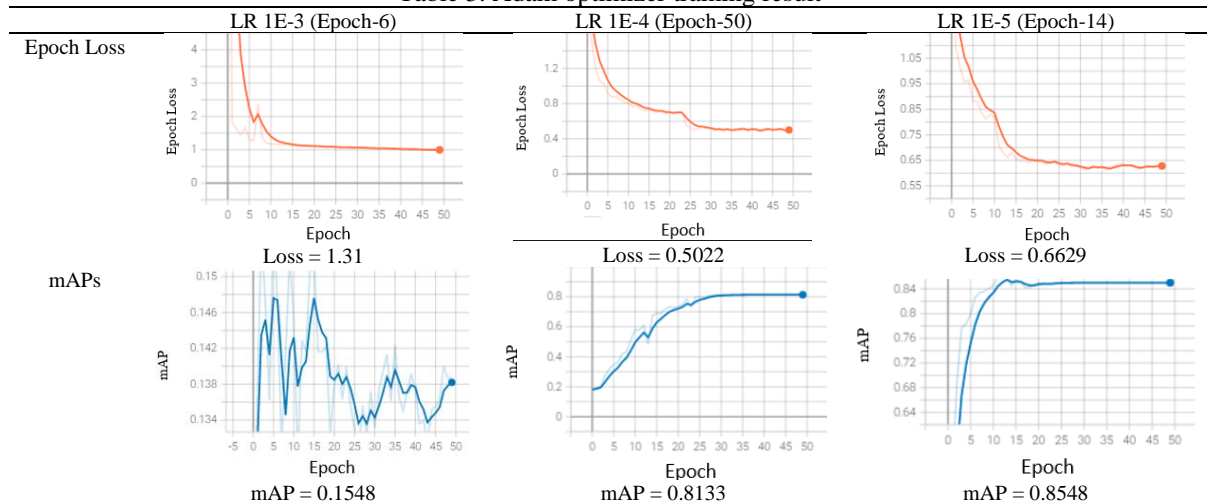 Table 3. Adam optimizer training result
LR 1E-3 (Epoch-6) LR 1E-4 (Epoch-50) LR 1E-5 (Epoch-14)
Epoch Loss
Epoch Loss
4
3
2
1
0
0 5 10 15 20 25 30 35 40 45 50
Epoch
Loss = 1.31
Epoch Loss
1.2
0.8
0.4
0
0 5 10 15 20 25 30 35 40 45 50
Epoch
Loss = 0.5022
Epoch Loss
1.05
0.95
0.85
0.75
0.65
0.55
0 5 10 15 20 25 30 35 40 45 50
Epoch
Loss = 0.6629
mAPs
mAP
0.15
0.146
0.142
0.138
0.134
-5 0 5 10 15 20 25 30 35 40 45 50
Epoch
mAP = 0.1548
mAP
0.8
0.6
0.4
0.2
0
0 5 10 15 20 25 30 35 40 45 50
Epoch
mAP = 0.8133
mAP
0.84
0.8
0.76
0.72
0.68
0.64
0 5 10 15 20 25 30 35 40 45 50
Epoch
mAP = 0.8548